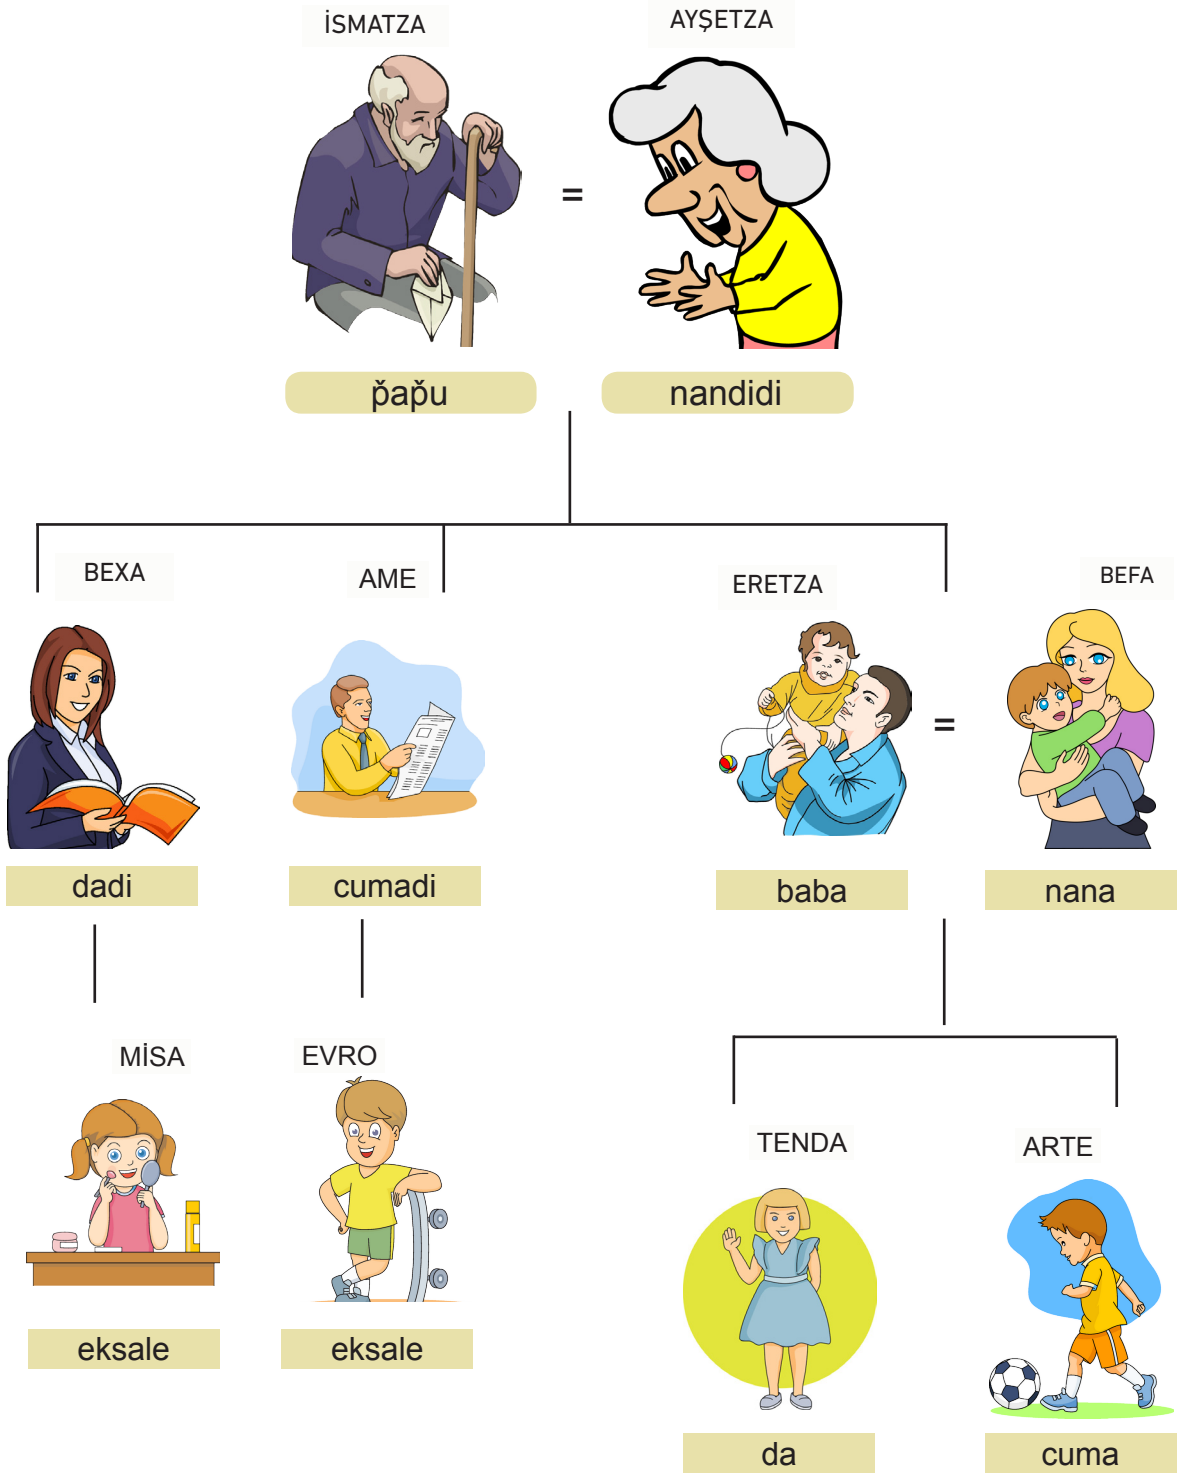 İSMATZA
AYŞETZA
=
p̌ap̌u
nandidi
BEXA
AME
ERETZA
BEFA
=
dadi
cumadi
baba
nana
MİSA
EVRO
TENDA
ARTE
eksale
eksale
da
cuma